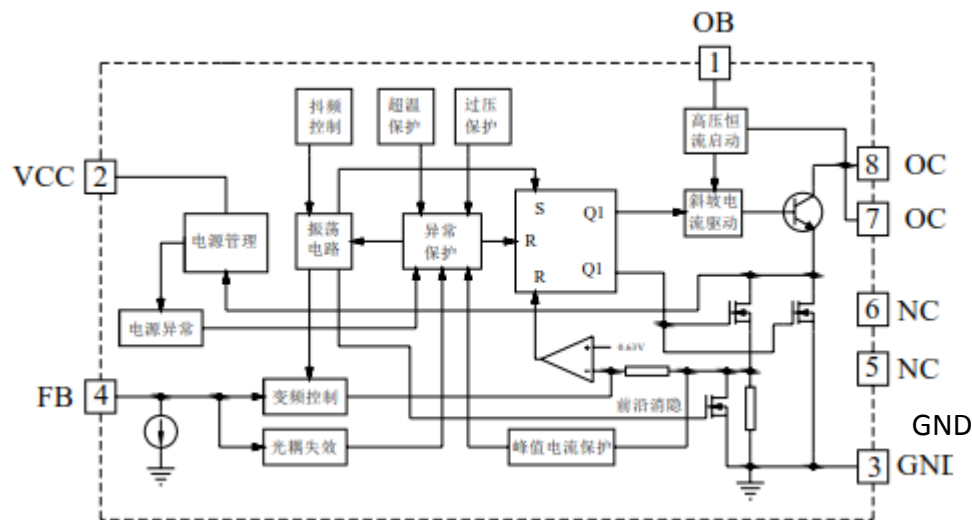 OB
1
抖频
控制
超温
保护
过压
保护
高压恒
流启动
VCC
2
8
OC
S
Q1
斜坡电
流驱动
7
OC
电源管理
振荡
电路
异常
保护
R
R
Q1
6
NC
电源异常
0.63V
5
NC
FB
4
变频控制
前沿消隐
GND
光耦失效
峰值电流保护
3
GND